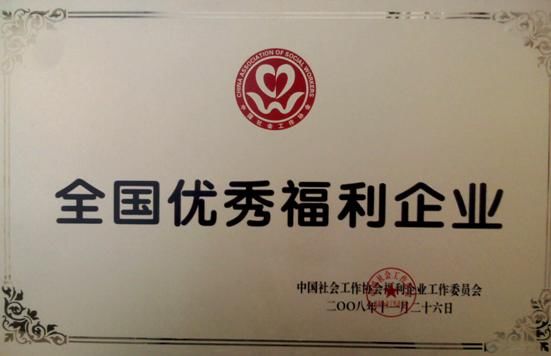 CHINA ASSOCIATION OF SOCIAL WORKERS
中国社会工作协会
全国优秀福利企业
中国社会工作协会福利企业工作委员会
二〇〇八年十一月二十六日